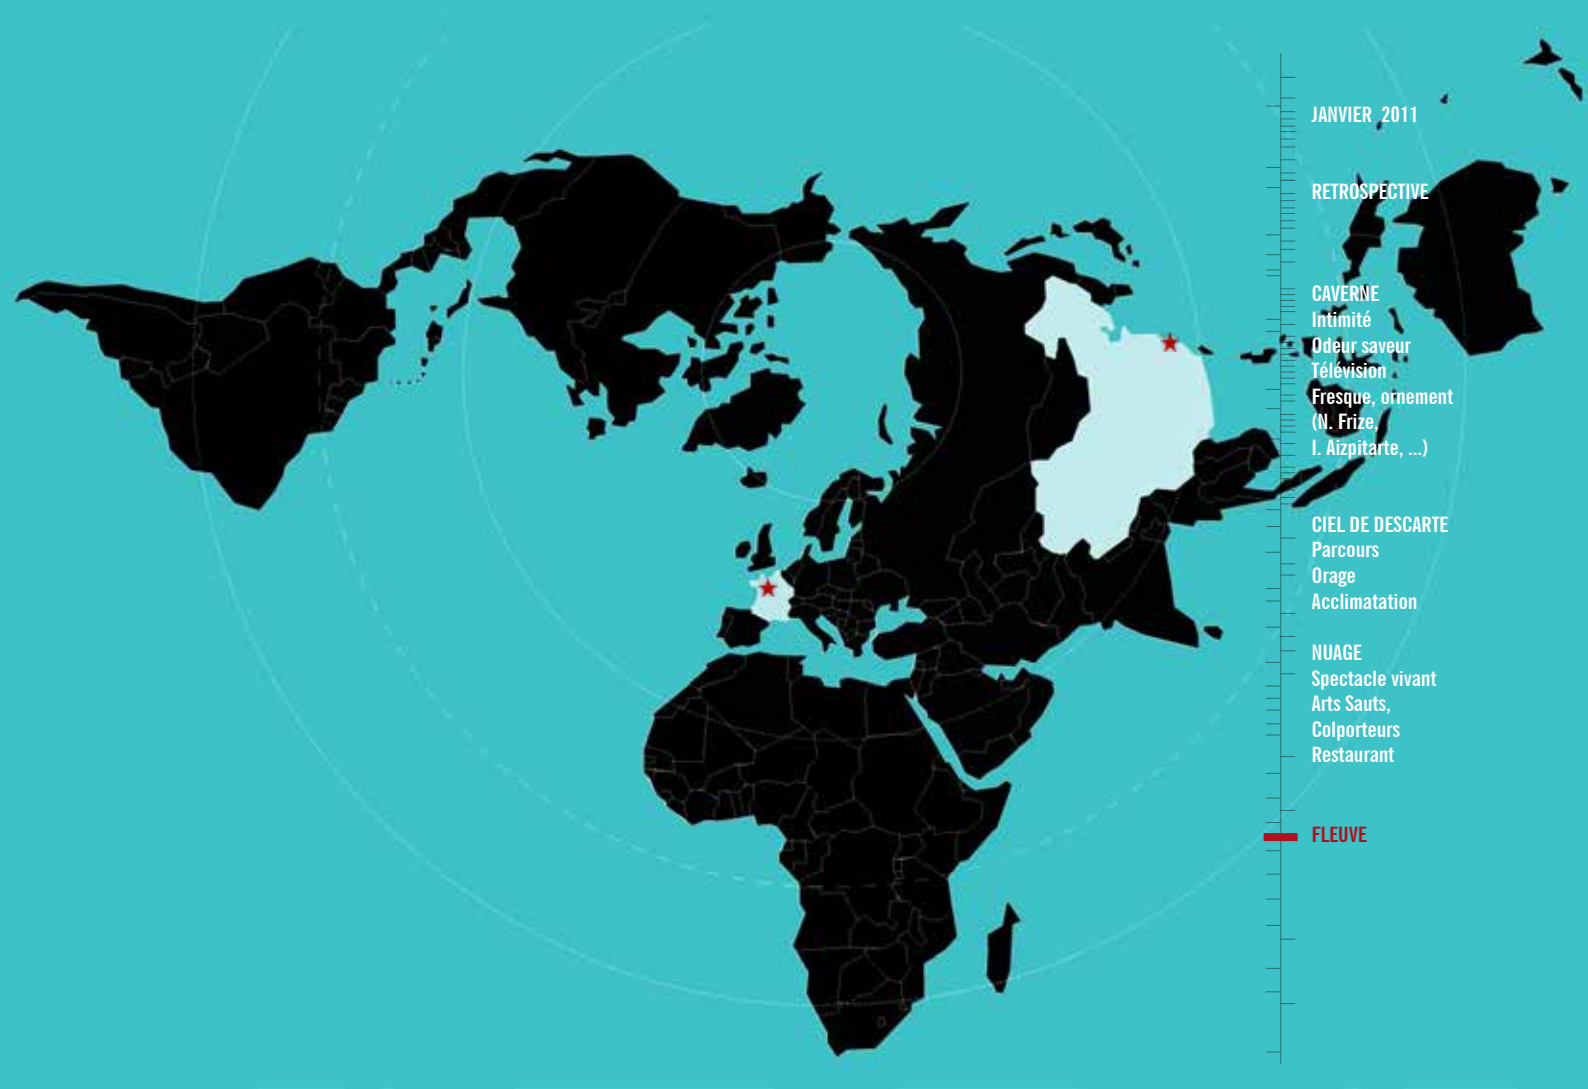 JANVIER 2011
RETROSPECTIVE
CAVERNE
Intimité
Odeur saveur
Télévision
Fresque, ornement
(N. Frize,
I. Aizpitarte, ...)
CIEL DE DESCARTE
Parcours
Orage
Acclimatation
NUAGE
Spectacle vivant
Arts Sauts,
Colporteurs
Restaurant
FLEUVE